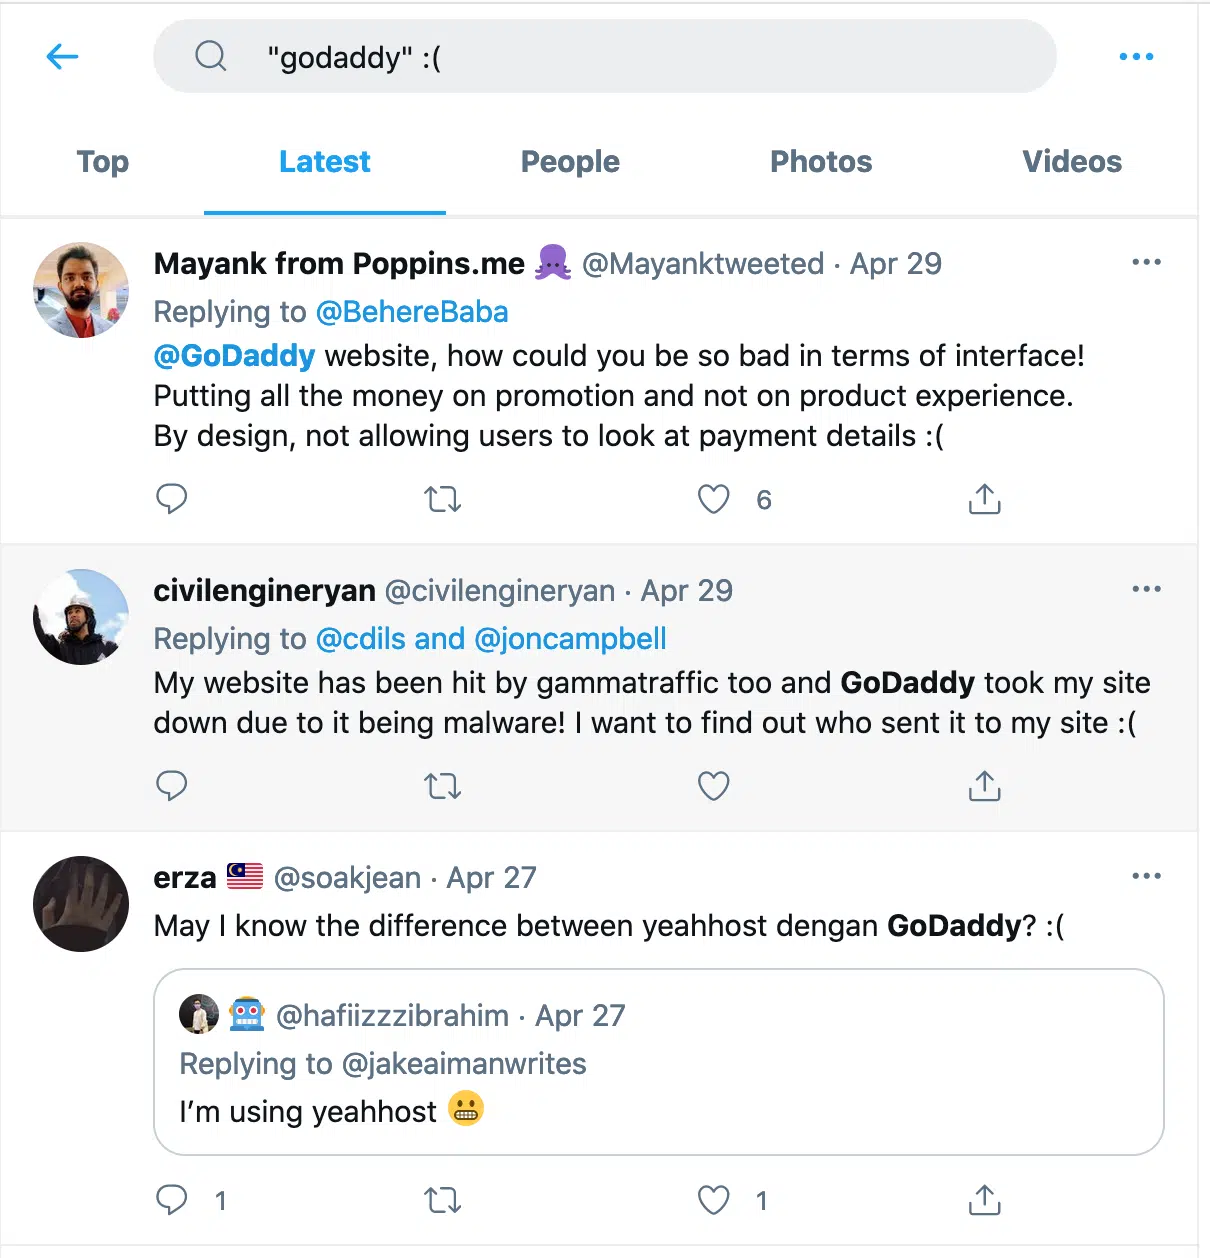 "godaddy" :(
Top Latest People Photos Videos
Mayank from Poppins.me @Mayanktweeted · Apr 29
Replying to @BehereBaba
@GoDaddy website, how could you be so bad in terms of interface!
Putting all the money on promotion and not on product experience.
By design, not allowing users to look at payment details :(
6
civilengineryan @civilengineryan · Apr 29
Replying to @cdils and @joncampbell
My website has been hit by gammatraffic too and GoDaddy took my site
down due to it being malware! I want to find out who sent it to my site :(
erza @soakjean · Apr 27
May I know the difference between yeahhost dengan GoDaddy? :(
@hafiizzzibrahim · Apr 27
Replying to @jakeaimanwrites
I’m using yeahhost
1 1